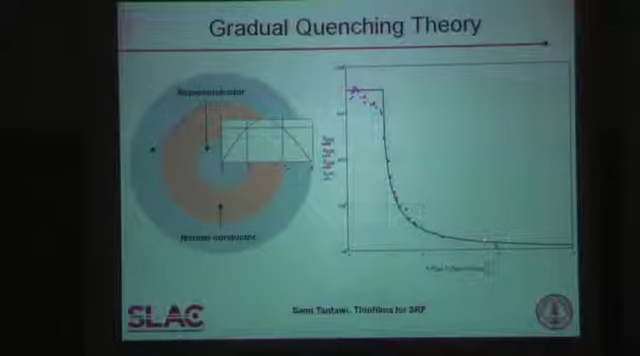 Gradual Quenching Theory
Superconductor
Normal-conductor
SLAC
Sami Tantawi, Thinfilms for SRF